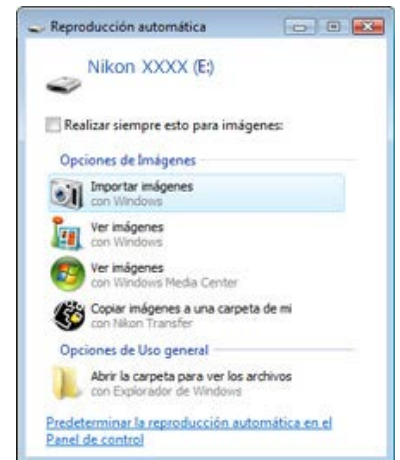 Reproducción automática
Nikon XXXX (E:)
Realizar siempre esto para imágenes:
Opciones de Imágenes
Importar imágenes
con Windows
Ver imágenes
con Windows
Ver imágenes
con Windows Media Center
Copiar imágenes a una carpeta de mi
con Nikon Transfer
Opciones de Uso general
Abrir la carpeta para ver los archivos
con Explorador de Windows
Predeterminar la reproducción automática en el
Panel de control